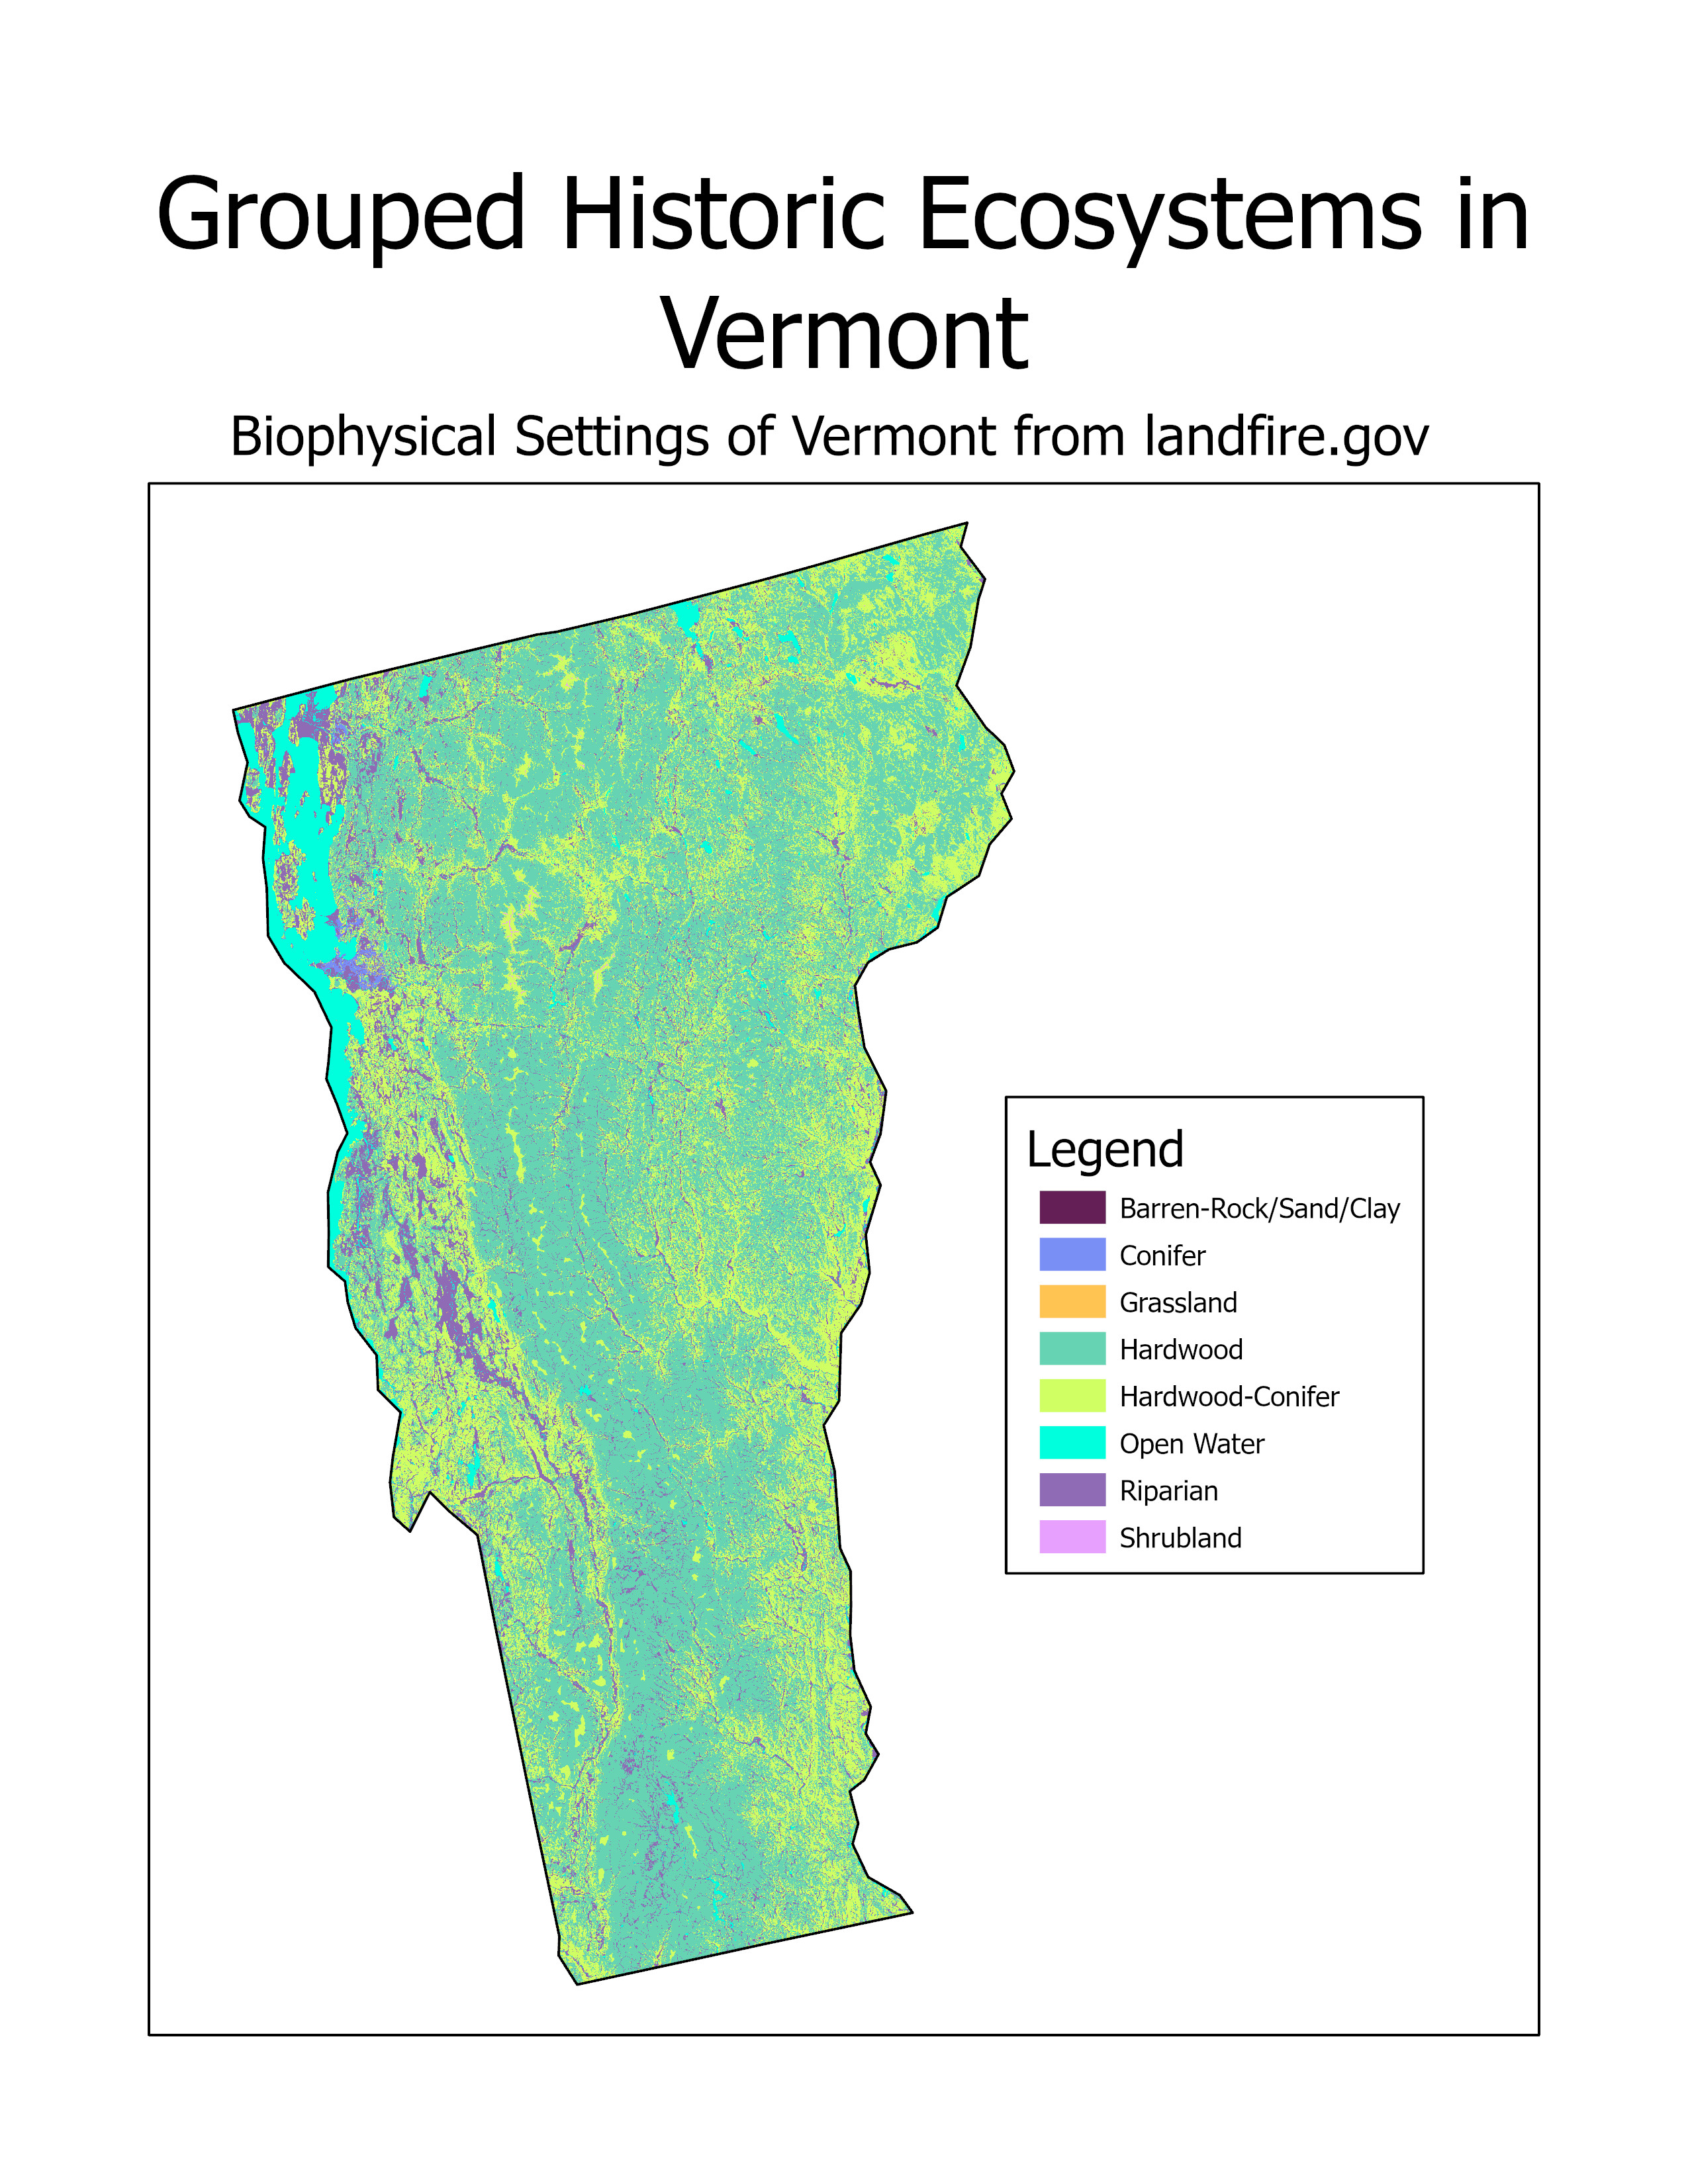 Grouped Historic Ecosystems in
Vermont
Biophysical Settings of Vermont from landfire.gov
Legend
Barren-Rock/Sand/Clay
Conifer
Grassland
Hardwood
Hardwood-Conifer
Open Water
Riparian
Shrubland